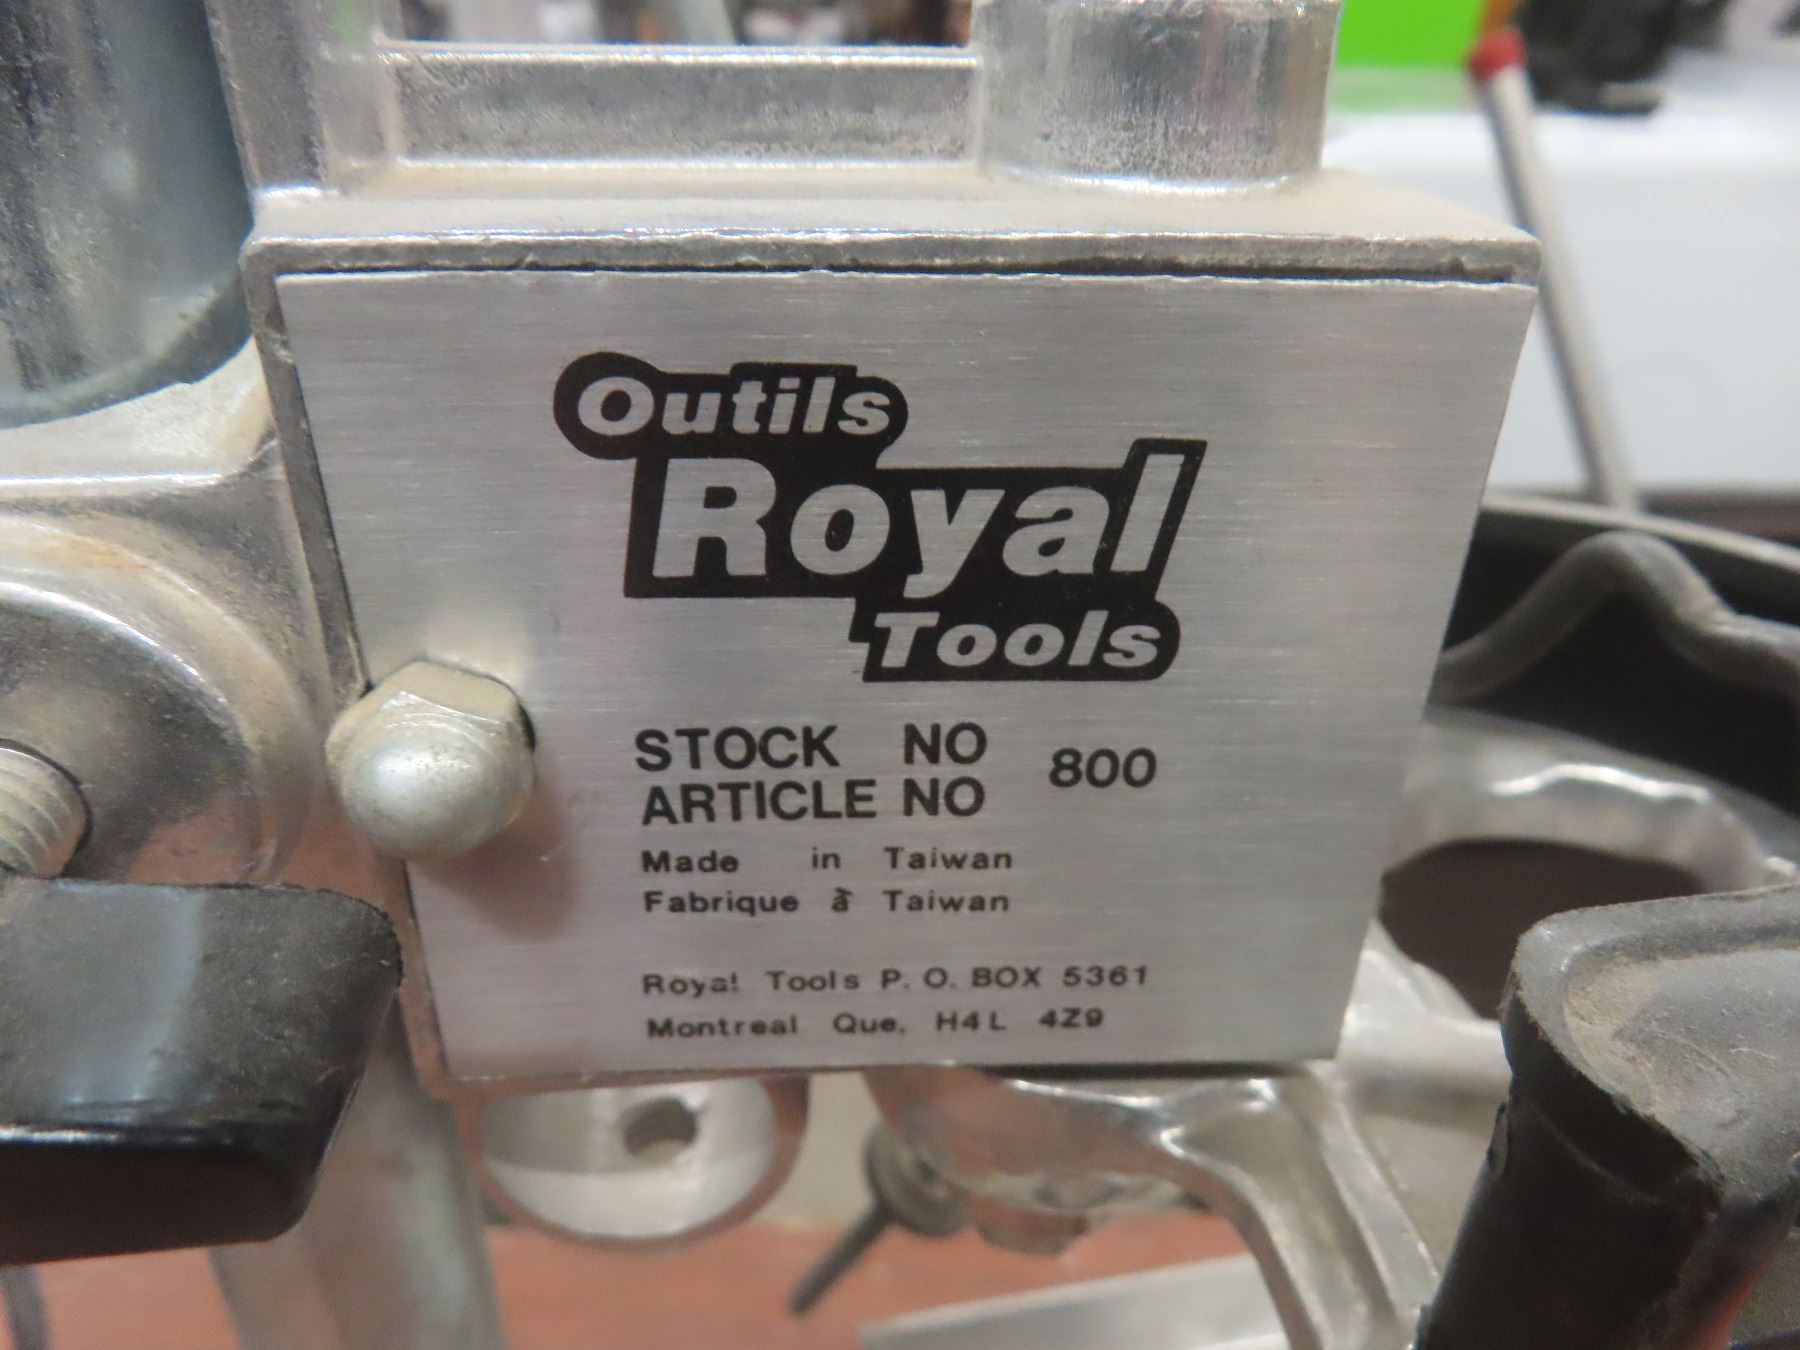 Outils
Royal
Tools
STOCK NO 800
ARTICLE NO
Made in Taiwan
Fabrique à Taiwan
Royal Tools P. O. BOX 5361
Montreal Que, H4L 4Z9